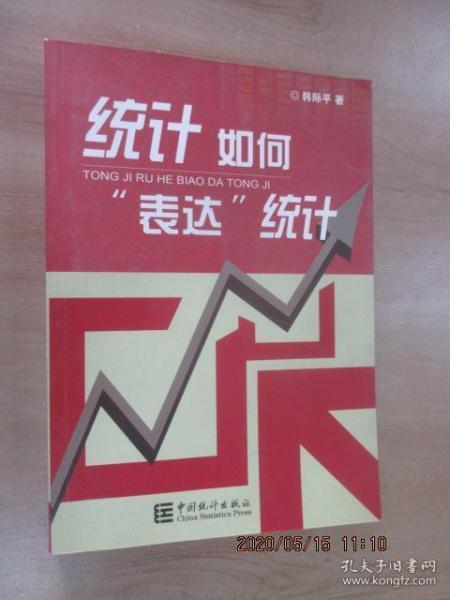 ◎ 韩际平 著
统计 如何
TONG JI RU HE BIAO DA TONG JI
“表达”统计
中国统计出版社
China Statistics Press
2020/05/15 11:10
孔夫子旧书网
www.kongfz.com